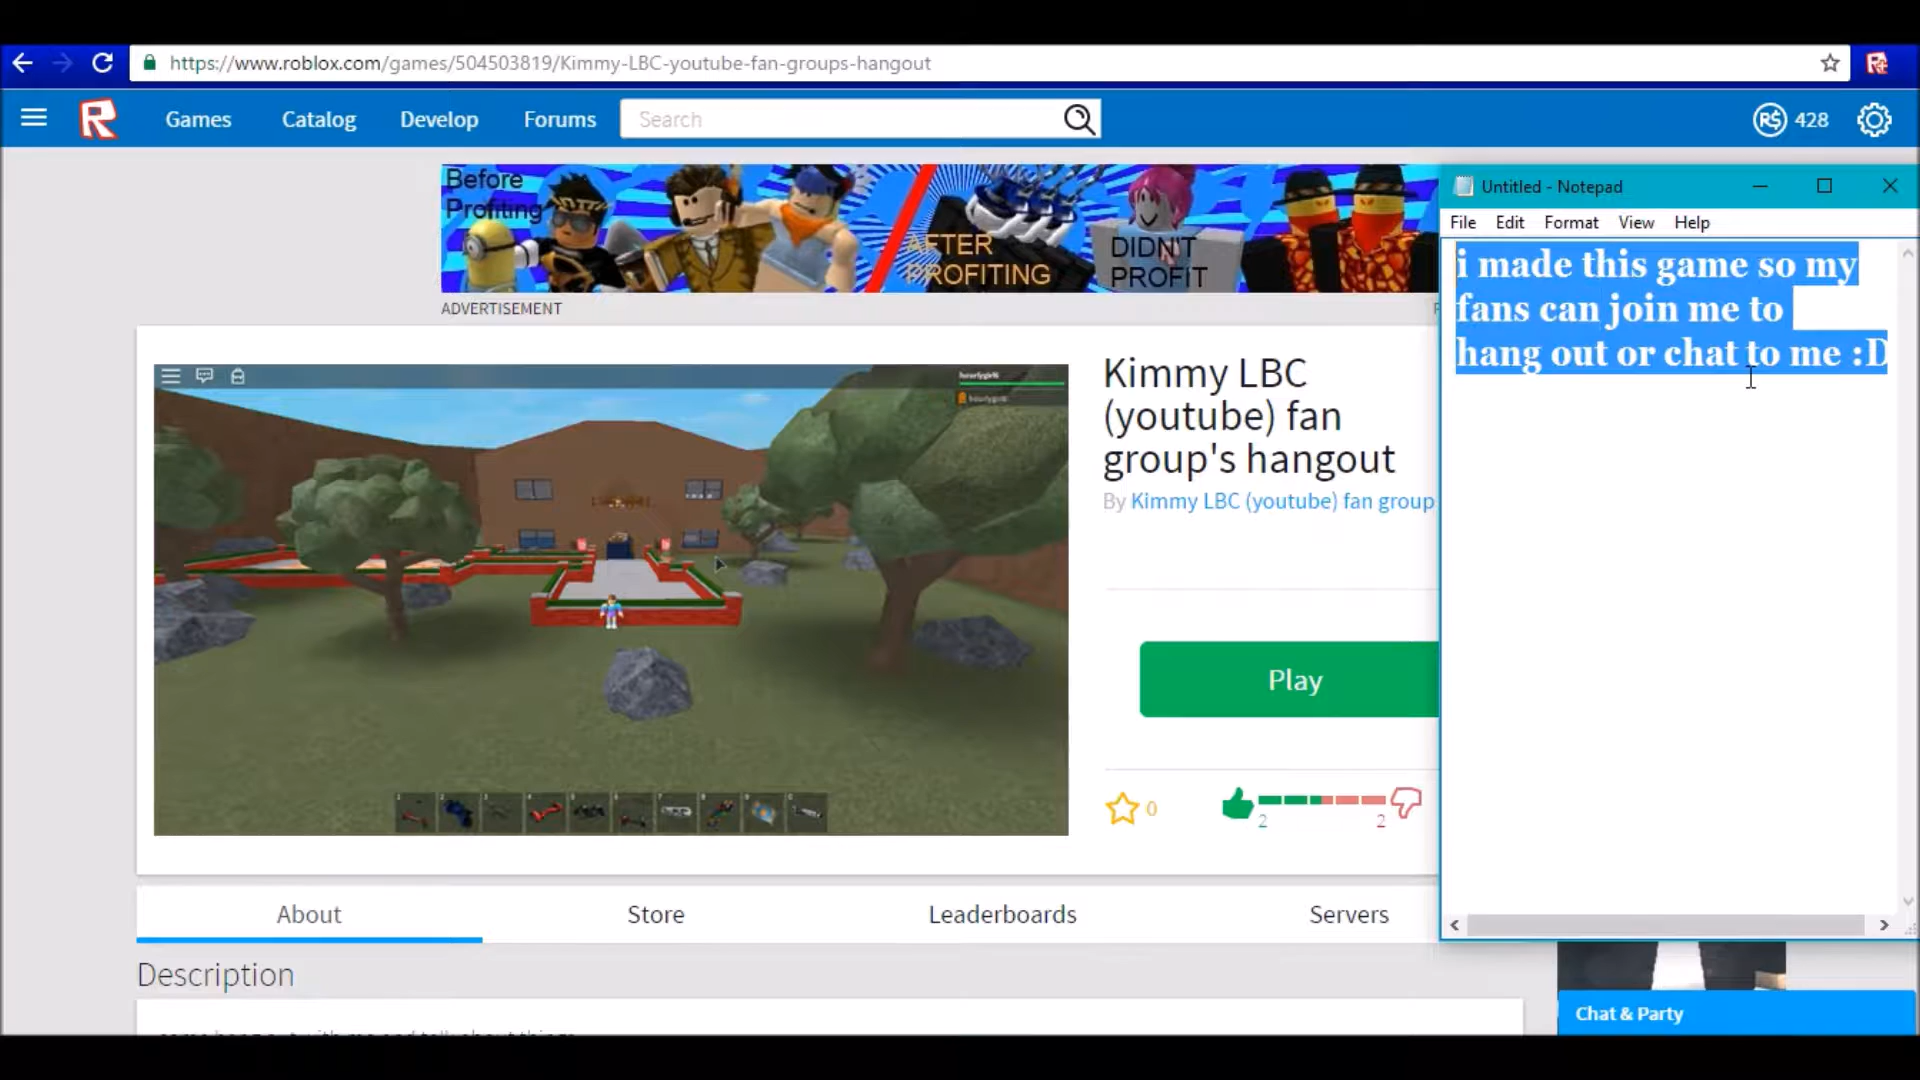 https://www.roblox.com/games/504503819/Kimmy-LBC-youtube-fan-groups-hangout
Games Catalog Develop Forums Search R$ 428
Before
Profiting
AFTER
PROFITING
DIDN'T
PROFIT
ADVERTISEMENT
Untitled - Notepad
File Edit Format View Help
i made this game so my
fans can join me to
hang out or chat to me :D
Kimmy LBC
(youtube) fan
group's hangout
By Kimmy LBC (youtube) fan group
Play
0
2 2
About Store Leaderboards Servers
Description
Chat & Party